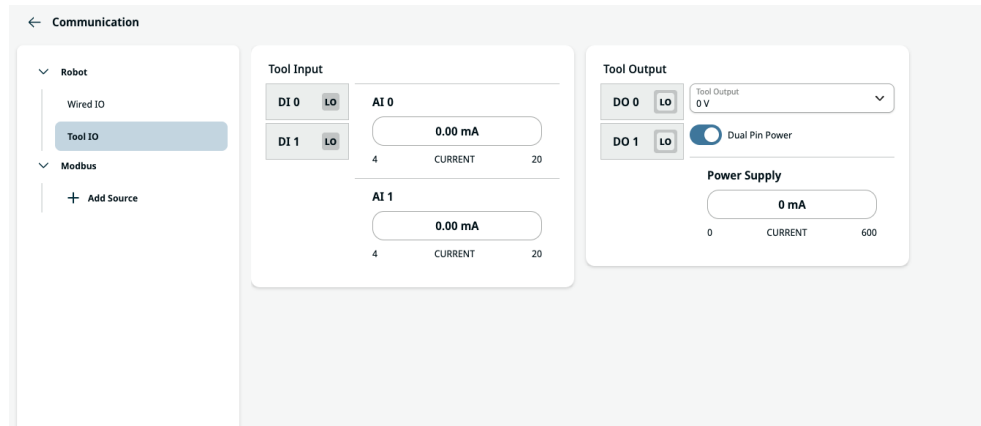 Communication
Robot
Wired IO
Tool IO
Modbus
Add Source
Tool Input
DI 0 LO
DI 1 LO
AI 0
0.00 mA
4 CURRENT 20
AI 1
0.00 mA
4 CURRENT 20
Tool Output
DO 0 LO
DO 1 LO
Tool Output
0 V
Dual Pin Power
Power Supply
0 mA
0 CURRENT 600